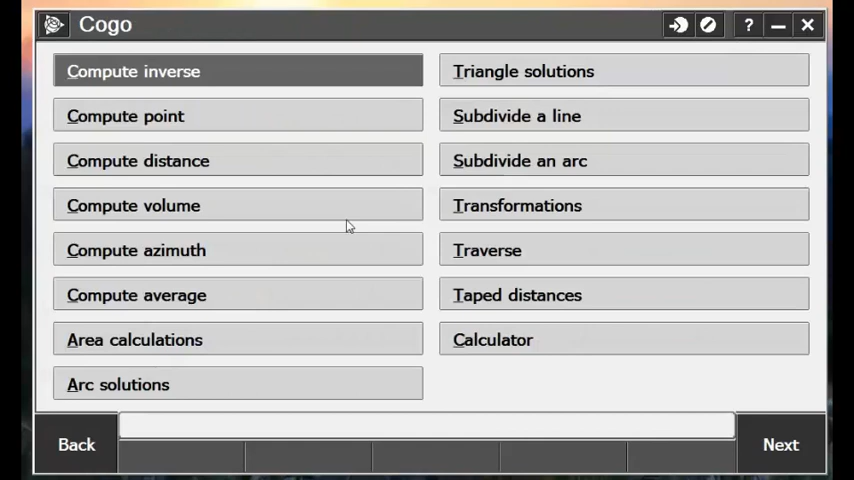 Cogo
?
Compute inverse
Compute point
Compute distance
Compute volume
Compute azimuth
Compute average
Area calculations
Arc solutions
Triangle solutions
Subdivide a line
Subdivide an arc
Transformations
Traverse
Taped distances
Calculator
Back
Next